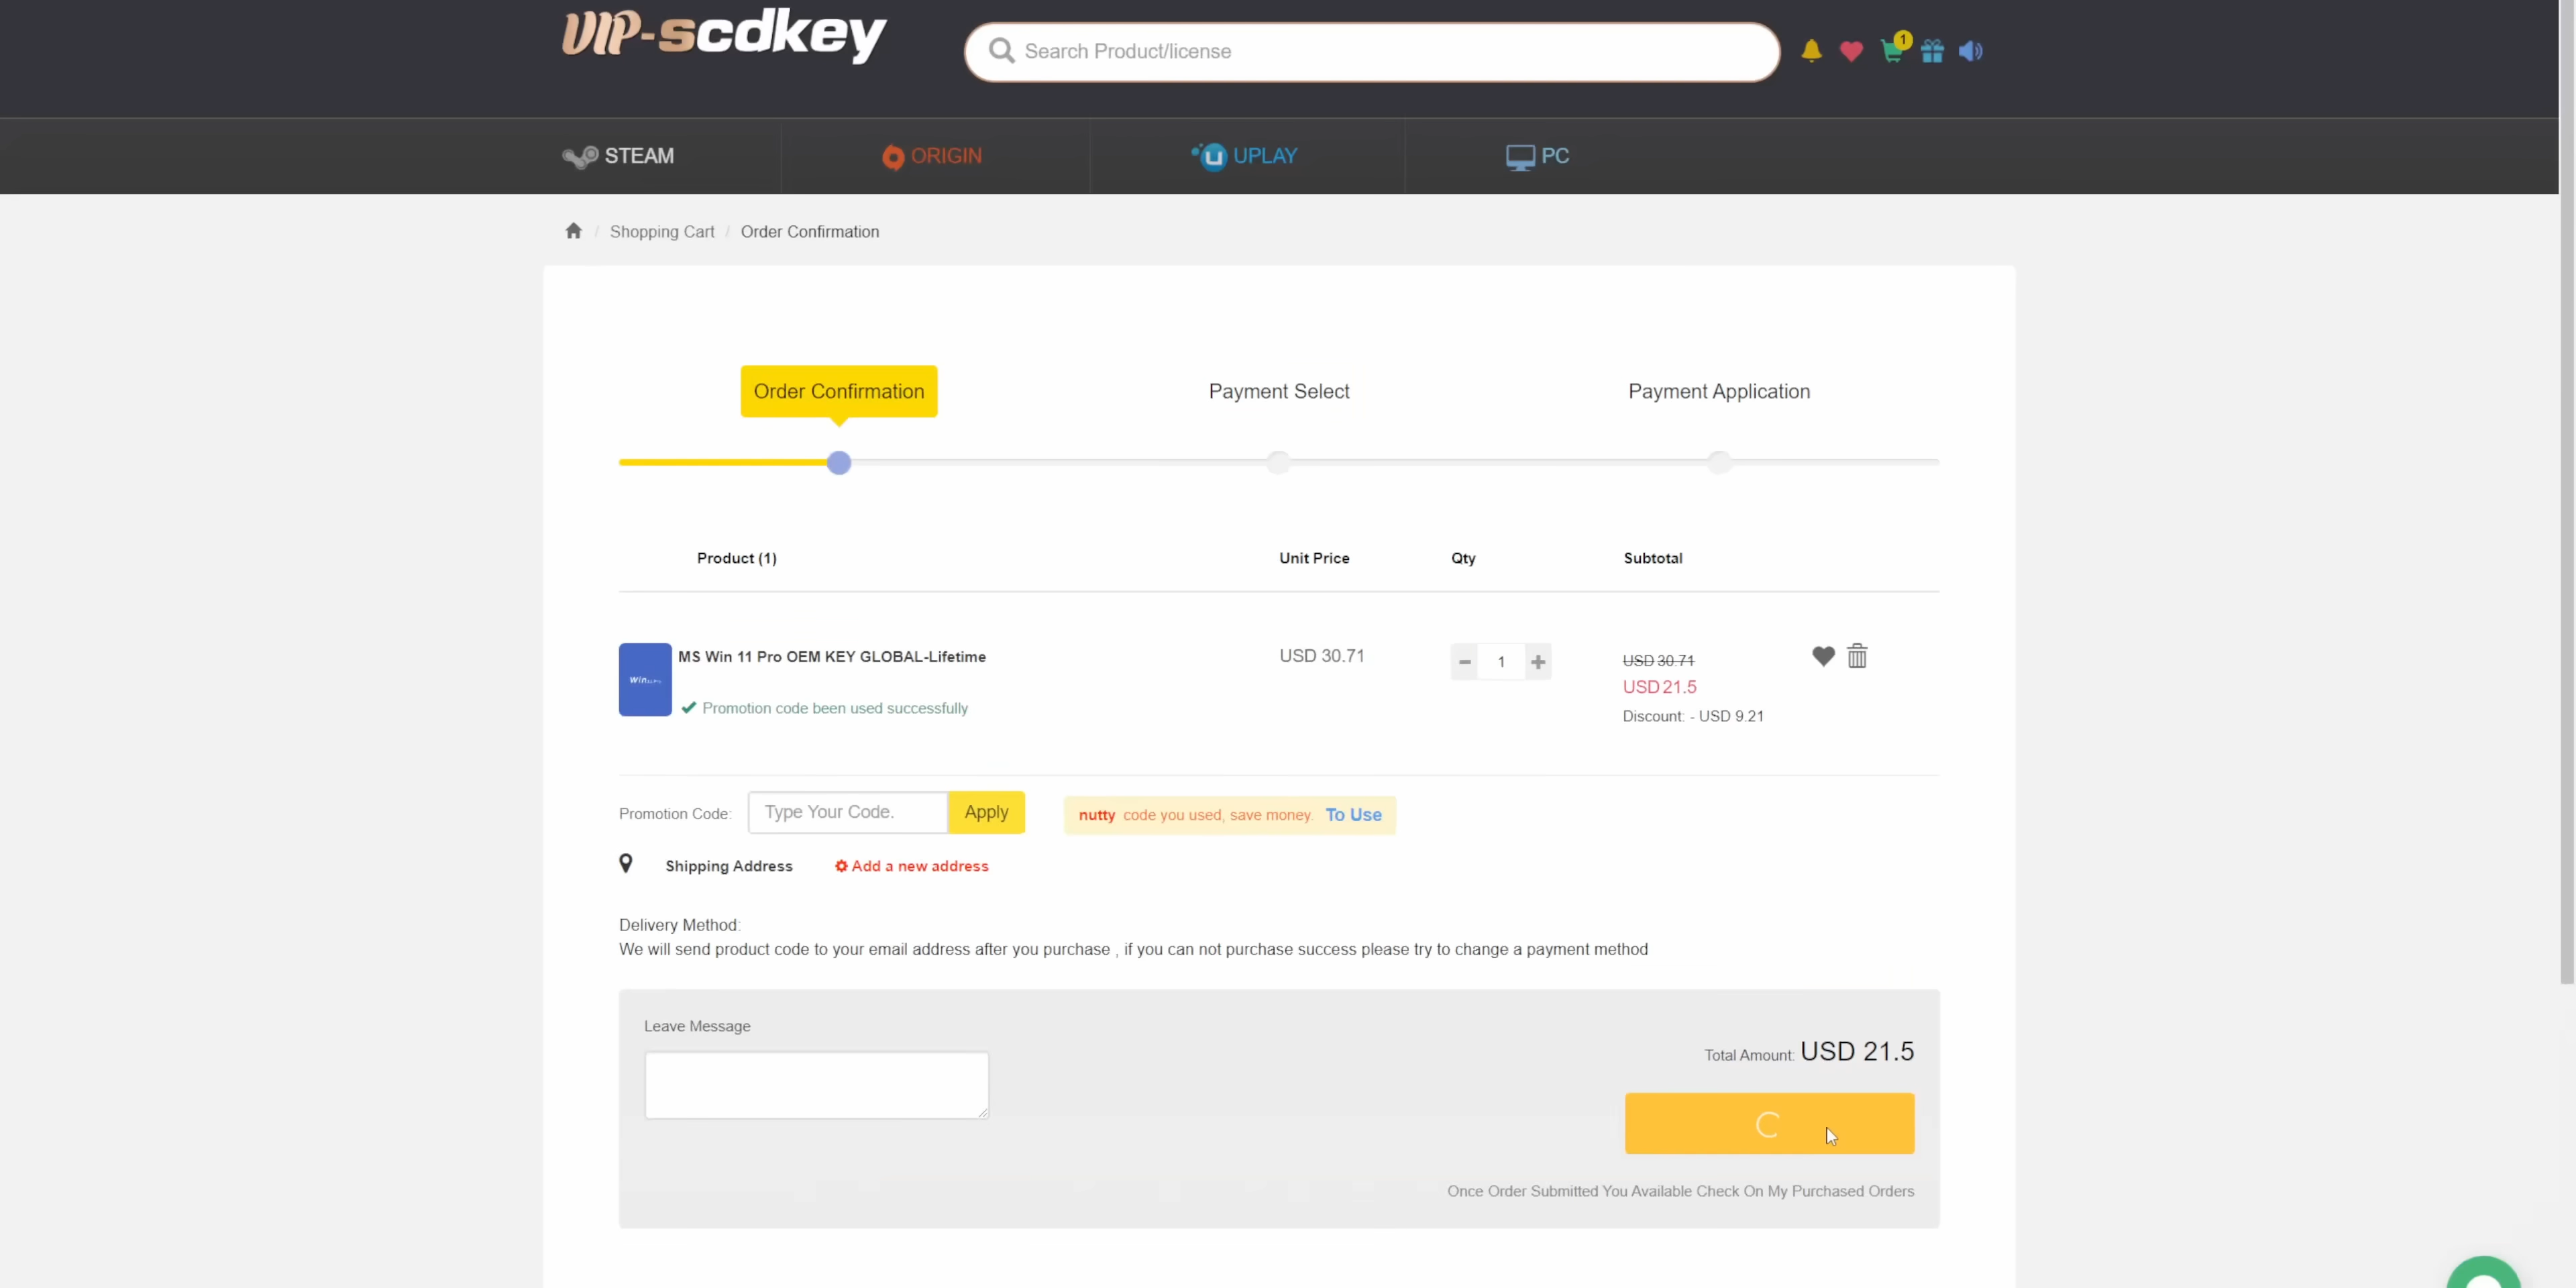 VIP-scdkey
Search Product/license
1
STEAM
ORIGIN
UPLAY
PC
/ Shopping Cart / Order Confirmation
Order Confirmation
Payment Select
Payment Application
Product (1)
Unit Price
Qty
Subtotal
MS Win 11 Pro OEM KEY GLOBAL-Lifetime
Win
Promotion code been used successfully
USD 30.71
1
USD 30.71
USD 21.5
Discount: - USD 9.21
Promotion Code:
Type Your Code.
Apply
nutty code you used, save money. To Use
Shipping Address
Add a new address
Delivery Method:
We will send product code to your email address after you purchase , if you can not purchase success please try to change a payment method
Leave Message
Total Amount: USD 21.5
Once Order Submitted You Available Check On My Purchased Orders